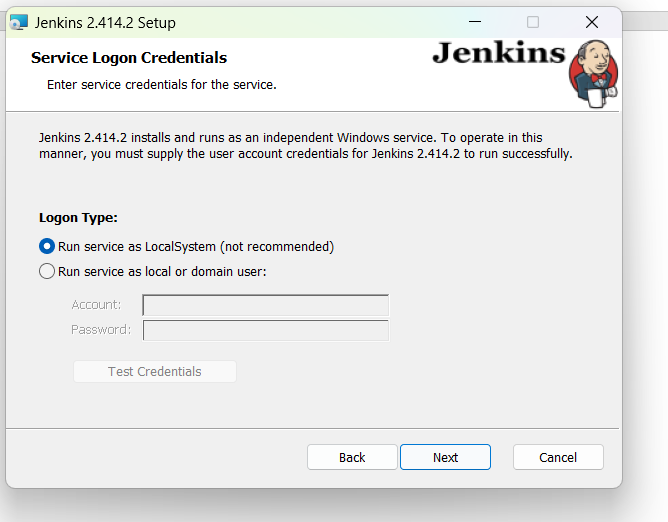 Jenkins 2.414.2 Setup
Service Logon Credentials
Jenkins
Enter service credentials for the service.
Jenkins 2.414.2 installs and runs as an independent Windows service. To operate in this
manner, you must supply the user account credentials for Jenkins 2.414.2 to run successfully.
Logon Type:
Run service as LocalSystem (not recommended)
Run service as local or domain user:
Account:
Password:
Test Credentials
Back Next Cancel